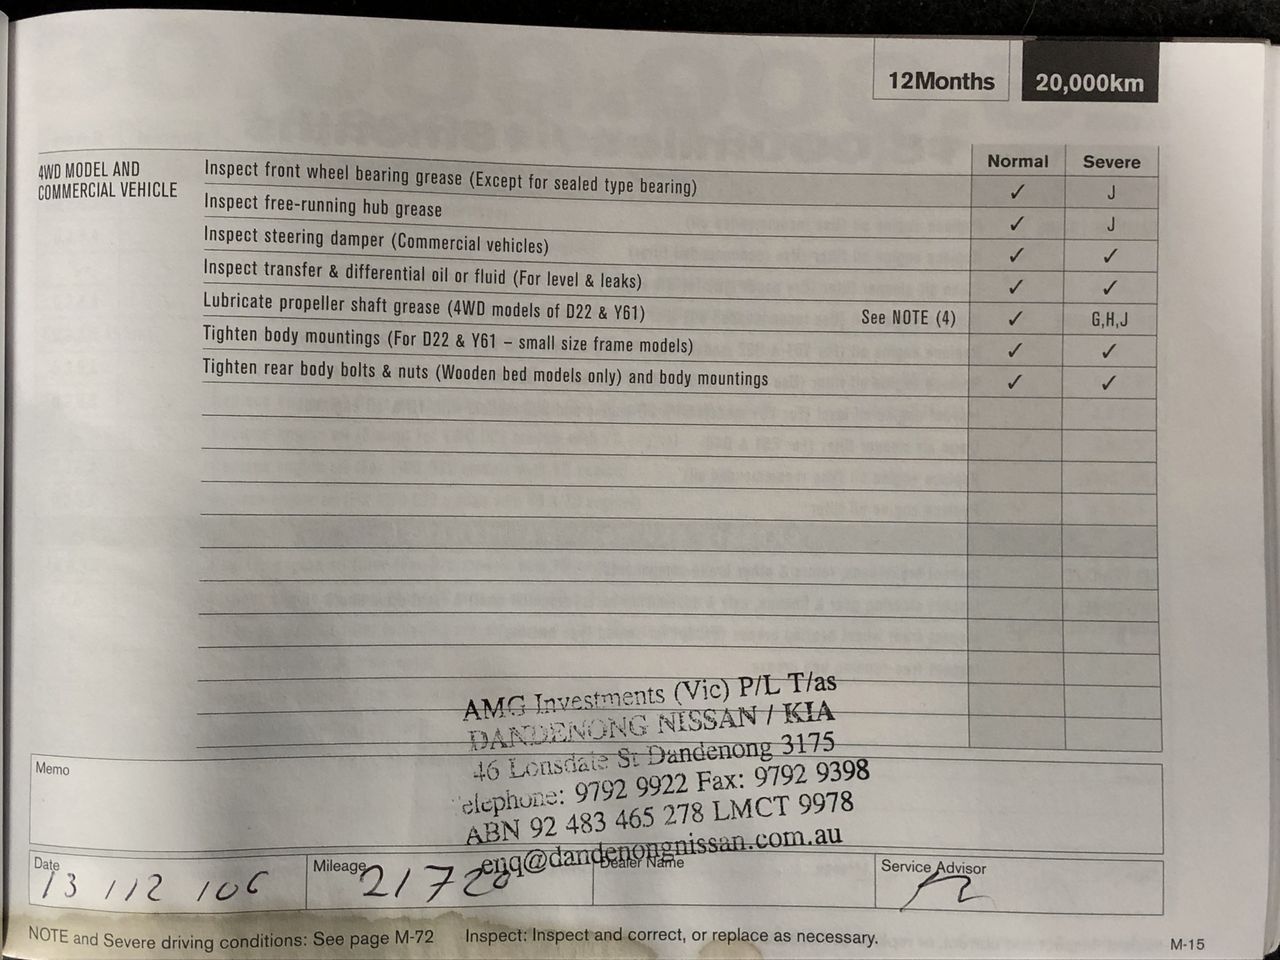 12Months 20,000km
Normal Severe
4WD MODEL AND
COMMERCIAL VEHICLE
Inspect front wheel bearing grease (Except for sealed type bearing) ✓ J
Inspect free-running hub grease ✓ J
Inspect steering damper (Commercial vehicles) ✓ ✓
Inspect transfer & differential oil or fluid (For level & leaks) ✓ ✓
Lubricate propeller shaft grease (4WD models of D22 & Y61) See NOTE (4) ✓ G,H,J
Tighten body mountings (For D22 & Y61 – small size frame models) ✓ ✓
Tighten rear body bolts & nuts (Wooden bed models only) and body mountings ✓ ✓
AMG Investments (Vic) P/L T/as
DANDENONG NISSAN / KIA
46 Lonsdale St Dandenong 3175
elephone: 9792 9922 Fax: 9792 9398
ABN 92 483 465 278 LMCT 9978
enq@dandenongnissan.com.au
Memo
Date Mileage Dealer Name Service Advisor
13 / 12 / 06
NOTE and Severe driving conditions: See page M-72 Inspect: Inspect and correct, or replace as necessary.
M-15